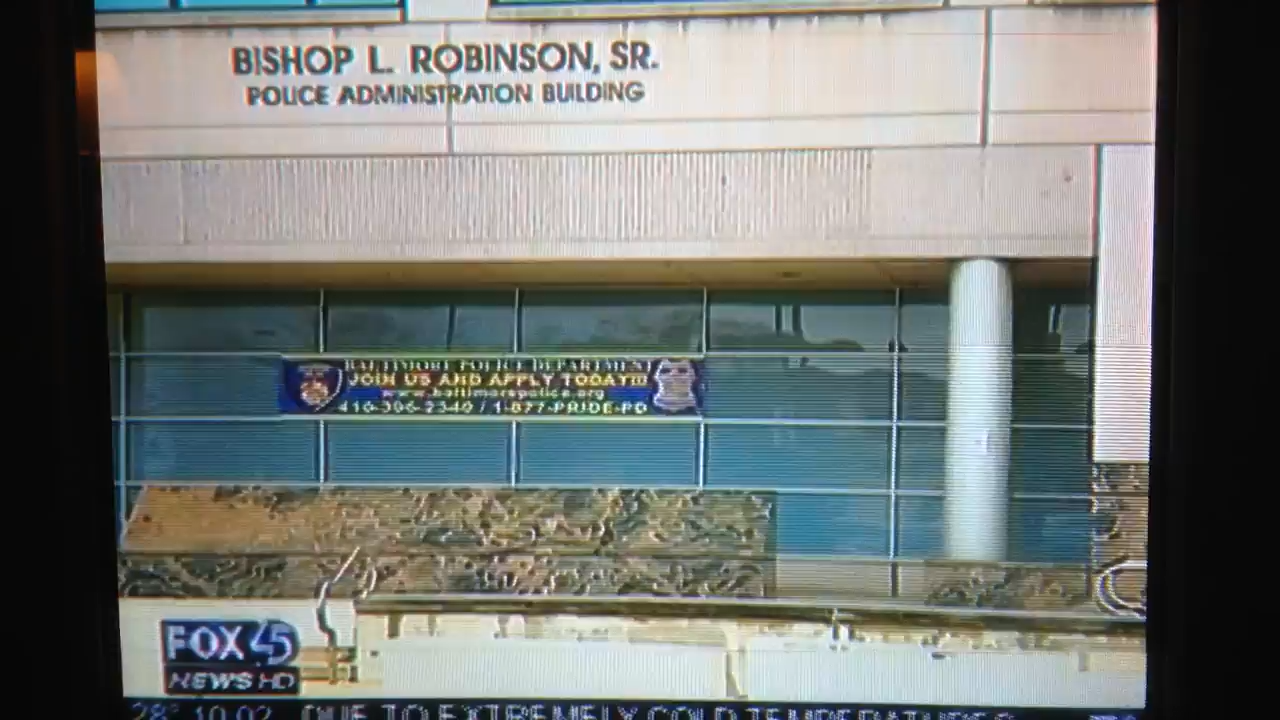 BISHOP L. ROBINSON, SR.
POLICE ADMINISTRATION BUILDING
BALTIMORE POLICE DEPARTMENT
JOIN US AND APPLY TODAY!!!
www.baltimorepolice.org
410-396-2340 / 1-877-PRIDE-PD
FOX 45
NEWS HD
28° 10:02 DUE TO EXTREMELY COLD TEMPERATURES